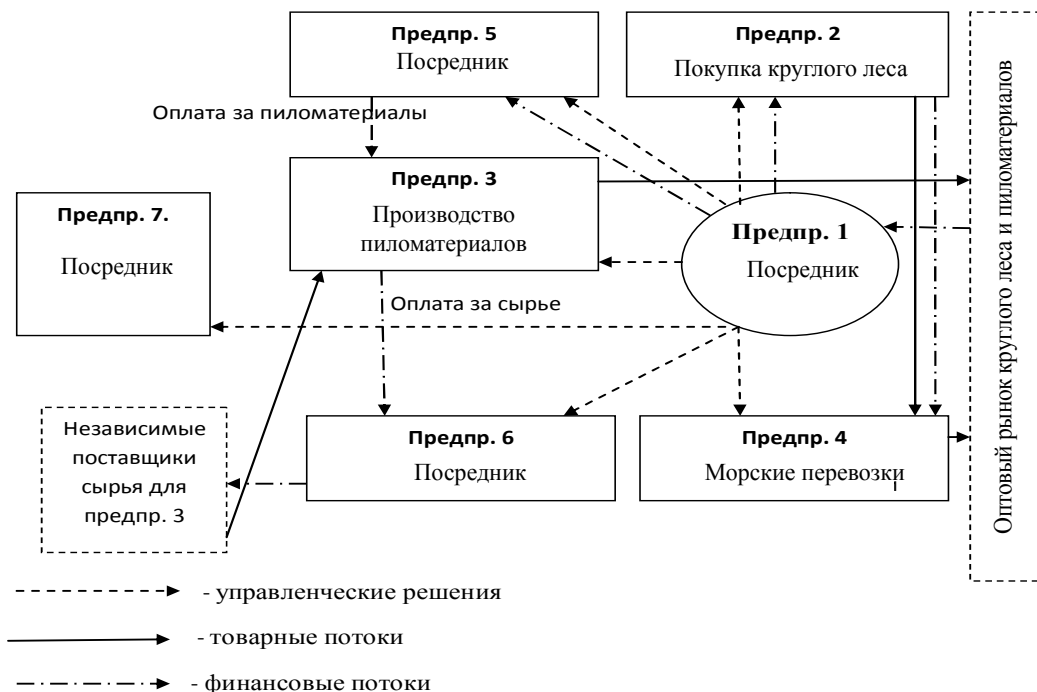 Предпр. 5
Посредник
Предпр. 2
Покупка круглого леса
Оплата за пиломатериалы
Предпр. 3
Производство
пиломатериалов
Предпр. 7.
Посредник
Предпр. 1
Посредник
Оплата за сырье
Независимые
поставщики
сырья для
предпр. 3
Предпр. 6
Посредник
Предпр. 4
Морские перевозки
Оптовый рынок круглого леса и пиломатериалов
- управленческие решения
- товарные потоки
- финансовые потоки